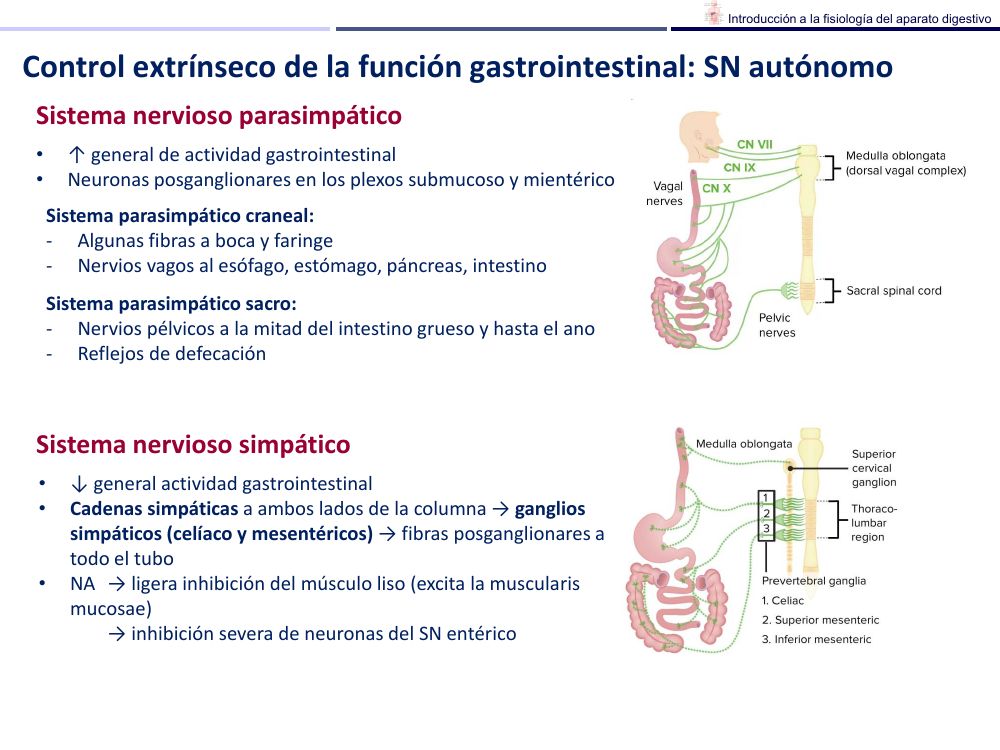 Introducción a la fisiología del aparato digestivo
Control extrínseco de la función gastrointestinal: SN autónomo
Sistema nervioso parasimpático
• ↑ general de actividad gastrointestinal
• Neuronas posganglionares en los plexos submucoso y mientérico
Sistema parasimpático craneal:
- Algunas fibras a boca y faringe
- Nervios vagos al esófago, estómago, páncreas, intestino
Sistema parasimpático sacro:
- Nervios pélvicos a la mitad del intestino grueso y hasta el ano
- Reflejos de defecación
CN VII
CN IX
CN X
Vagal
nerves
Medulla oblongata
(dorsal vagal complex)
Sacral spinal cord
Pelvic
nerves
Sistema nervioso simpático
• ↓ general actividad gastrointestinal
• Cadenas simpáticas a ambos lados de la columna → ganglios
simpáticos (celíaco y mesentéricos) → fibras posganglionares a
todo el tubo
• NA → ligera inhibición del músculo liso (excita la muscularis
mucosae)
→ inhibición severa de neuronas del SN entérico
Medulla oblongata
Superior
cervical
ganglion
1
2
3
Thoraco-
lumbar
region
Prevertebral ganglia
1. Celiac
2. Superior mesenteric
3. Inferior mesenteric